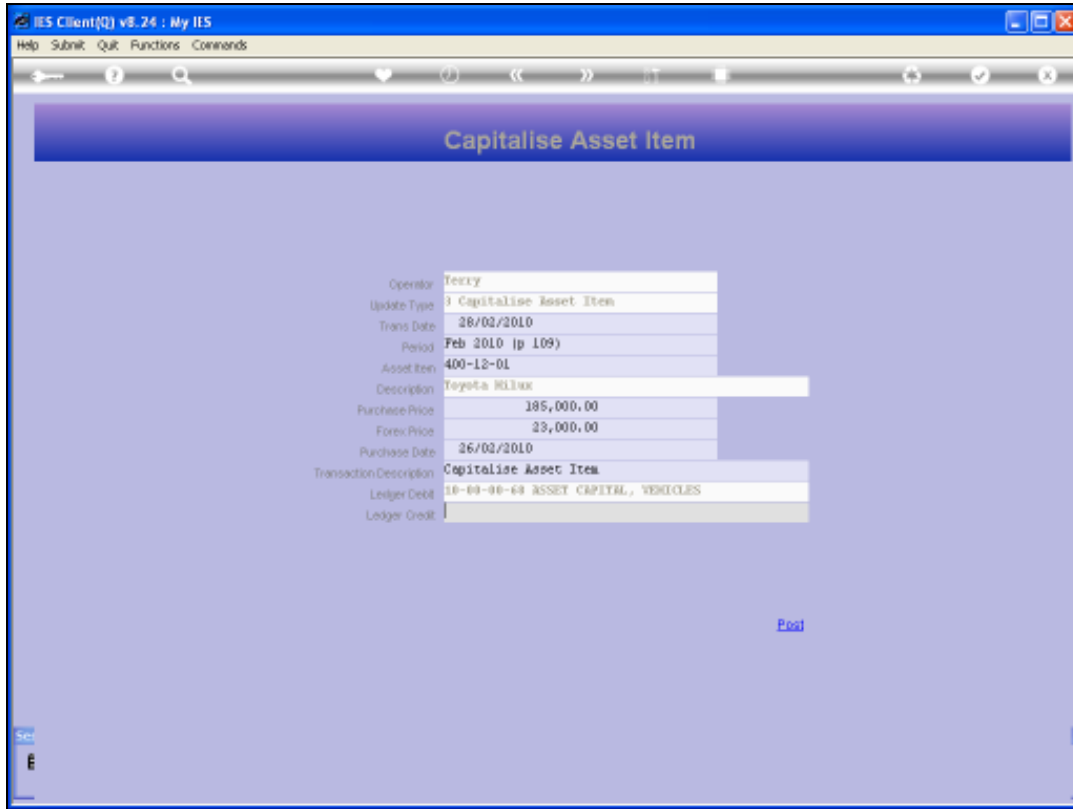 IES Client(Q) v8.24 : My IES
Help Submit Quit Functions Commands
Capitalise Asset Item
Operator Terry
Update Type 3 Capitalise Asset Item
Trans Date 28/02/2010
Period Feb 2010 (p 109)
Asset Item 400-12-01
Description Toyota Hilux
Purchase Price 185,000.00
Forex Price 23,000.00
Purchase Date 26/02/2010
Transaction Description Capitalise Asset Item
Ledger Debit 10-00-00-60 ASSET CAPITAL, VEHICLES
Ledger Credit
Post
Ses